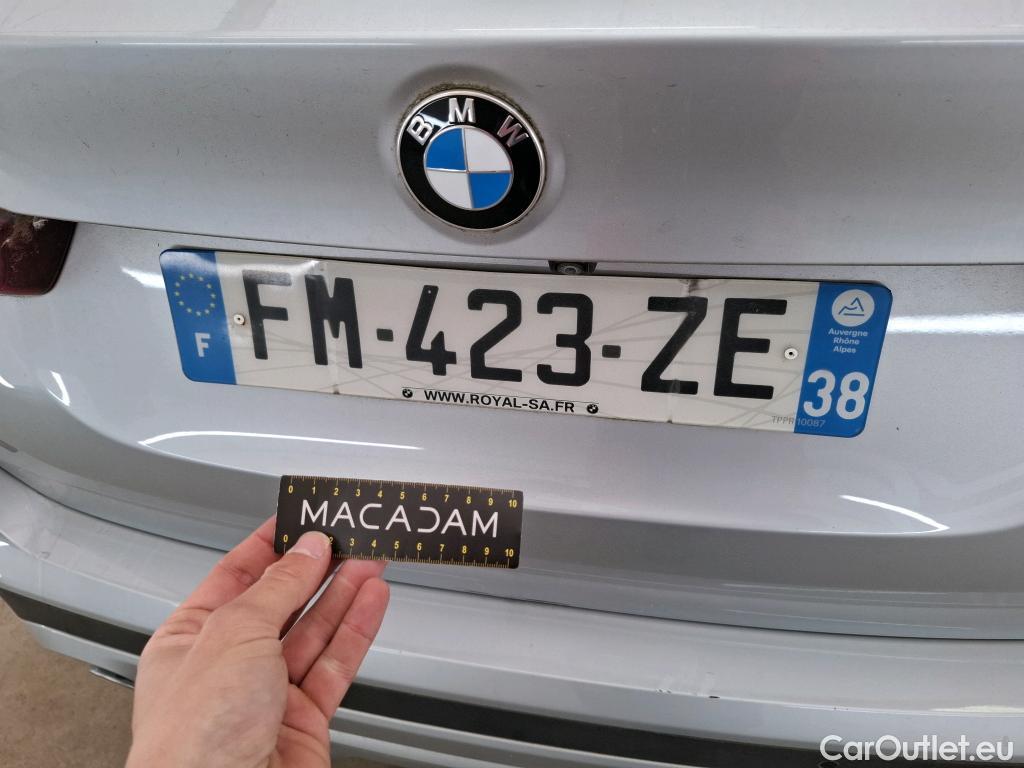 BMW
FM-423-ZE
F
Auvergne
Rhône
Alpes
38
WWW.ROYAL-SA.FR
TPPR 10087
0 1 2 3 4 5 6 7 8 9 10
MACADAM
0 2 3 4 5 6 7 8 9 10
CarOutlet.eu